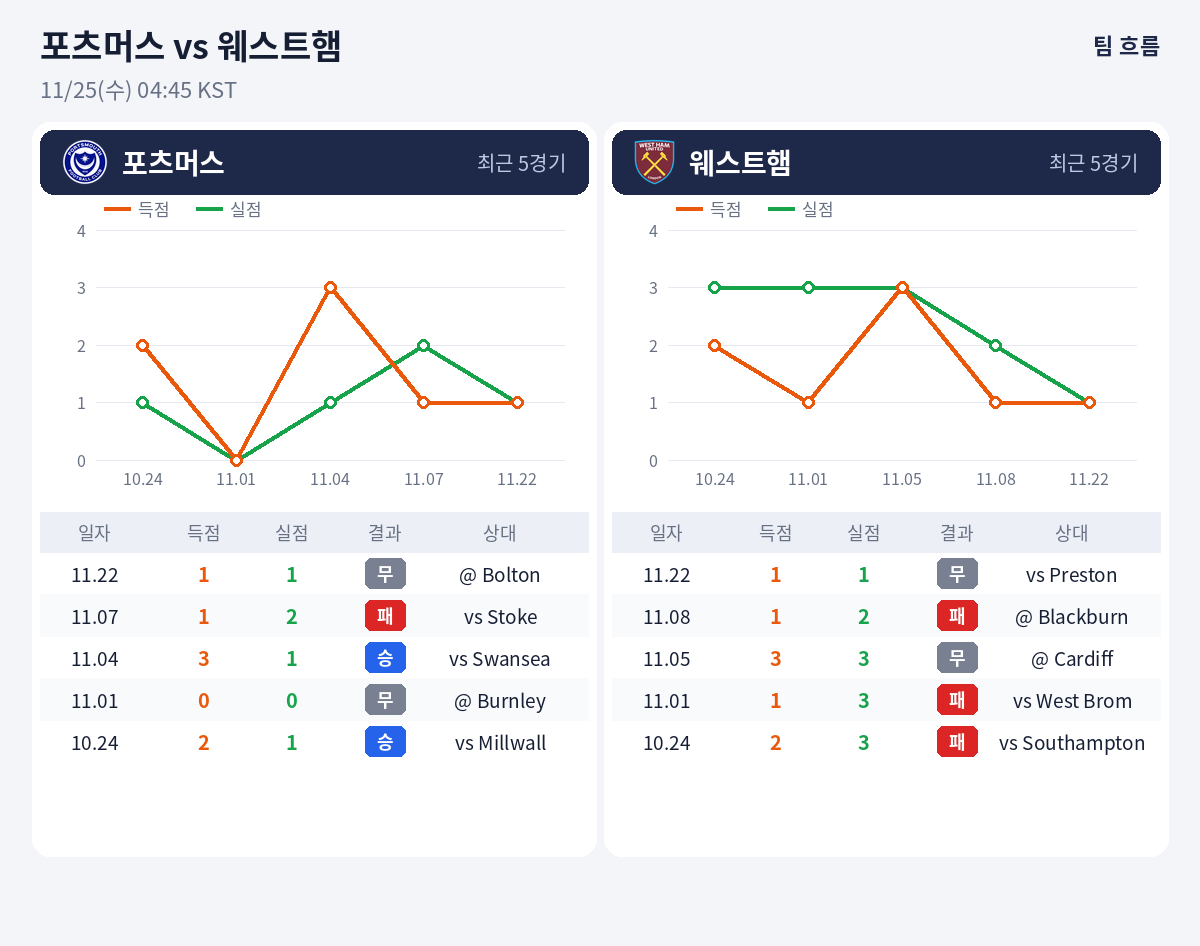 포츠머스 vs 웨스트햄
팀 흐름
11/25(수) 04:45 KST
PORTSMOUTH
FOOTBALL CLUB
포츠머스
최근 5경기
득점 실점
4
3
2
1
0
10.24 11.01 11.04 11.07 11.22
일자 득점 실점 결과 상대
11.22 1 1 무 @ Bolton
11.07 1 2 패 vs Stoke
11.04 3 1 승 vs Swansea
11.01 0 0 무 @ Burnley
10.24 2 1 승 vs Millwall
WEST HAM
UNITED
LONDON
웨스트햄
최근 5경기
득점 실점
4
3
2
1
0
10.24 11.01 11.05 11.08 11.22
일자 득점 실점 결과 상대
11.22 1 1 무 vs Preston
11.08 1 2 패 @ Blackburn
11.05 3 3 무 @ Cardiff
11.01 1 3 패 vs West Brom
10.24 2 3 패 vs Southampton